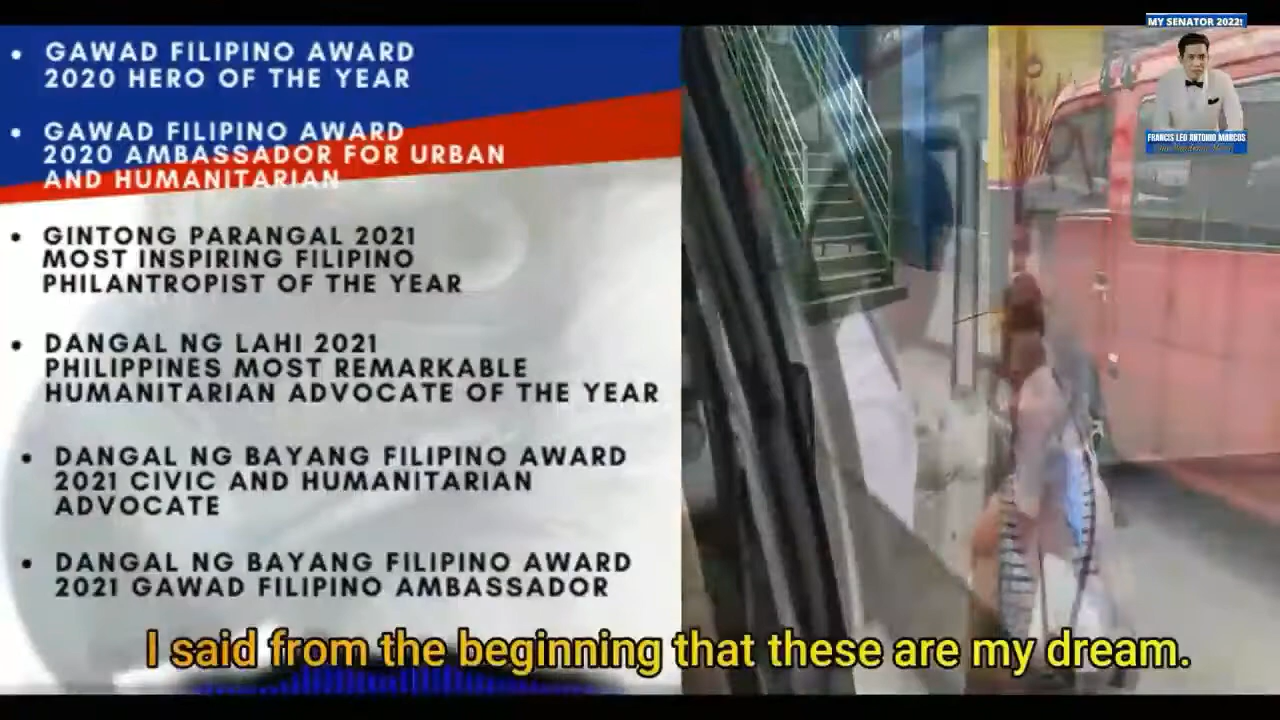 MY SENATOR 2022!
GAWAD FILIPINO AWARD
2020 HERO OF THE YEAR
GAWAD FILIPINO AWARD
2020 AMBASSADOR FOR URBAN
AND HUMANITARIAN
GINTONG PARANGAL 2021
MOST INSPIRING FILIPINO
PHILANTROPIST OF THE YEAR
DANGAL NG LAHI 2021
PHILIPPINES MOST REMARKABLE
HUMANITARIAN ADVOCATE OF THE YEAR
DANGAL NG BAYANG FILIPINO AWARD
2021 CIVIC AND HUMANITARIAN
ADVOCATE
DANGAL NG BAYANG FILIPINO AWARD
2021 GAWAD FILIPINO AMBASSADOR
FRANCIS LEO ANTONIO MARCOS
I said from the beginning that these are my dream.